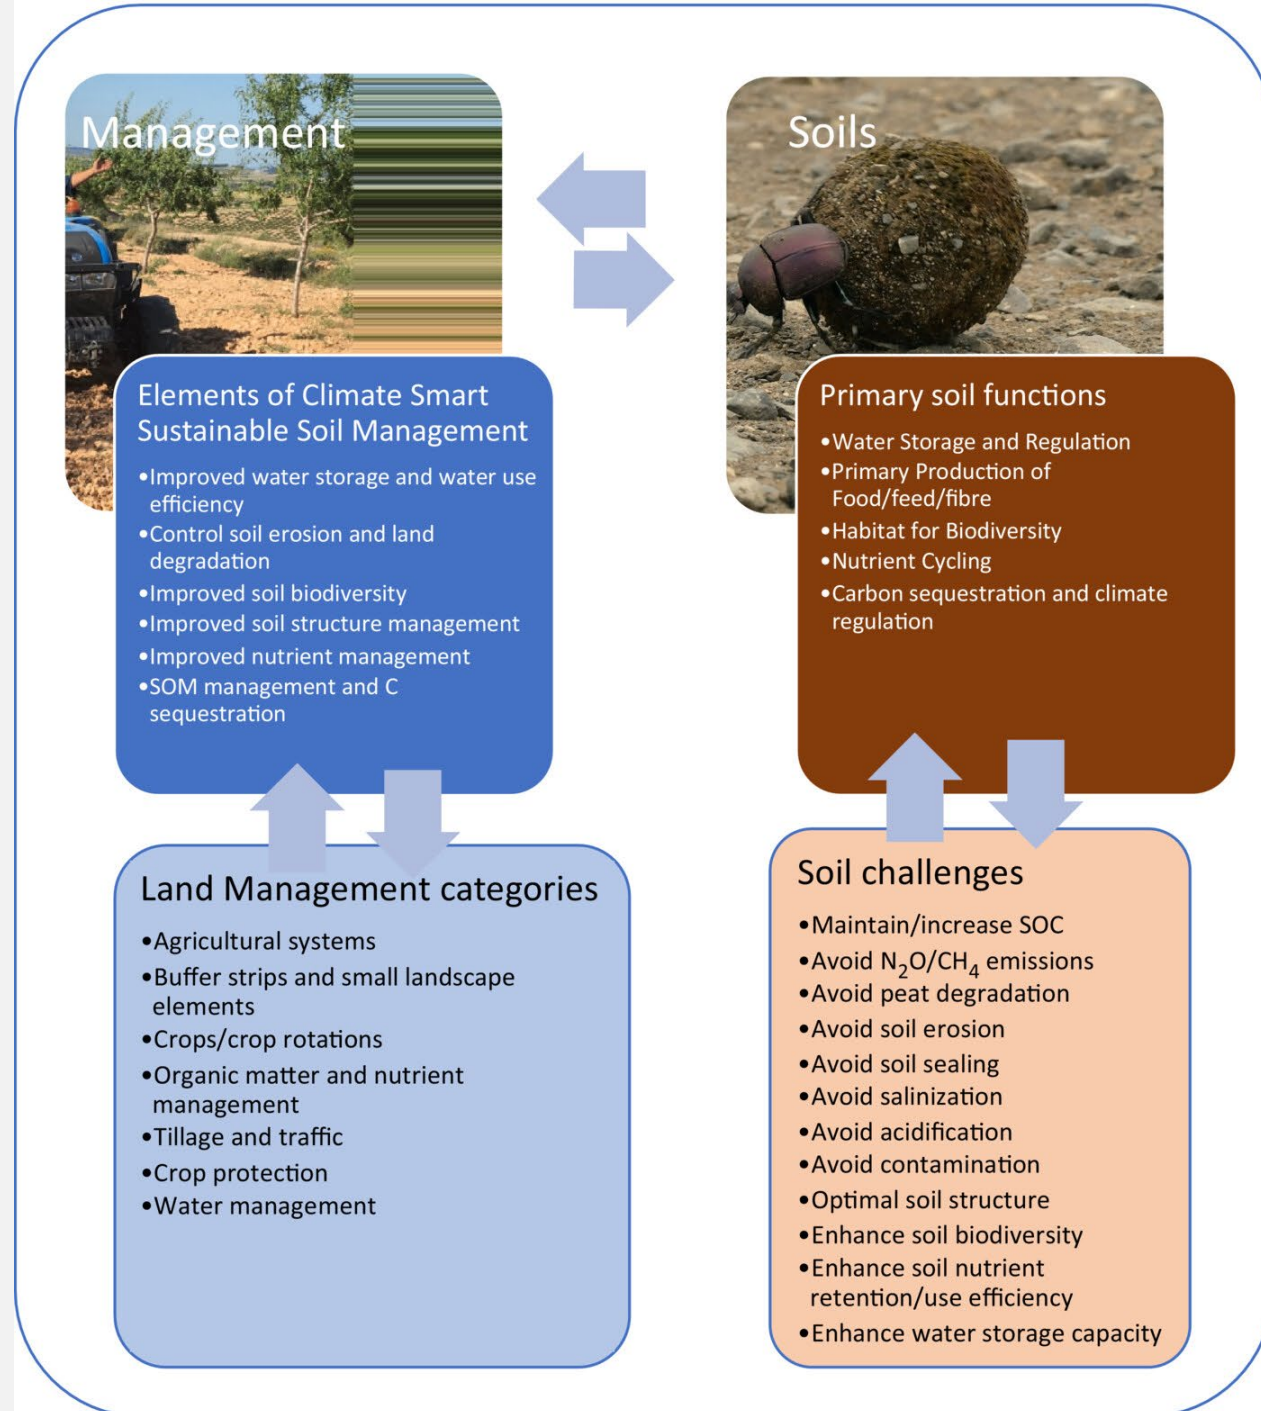 Management
Elements of Climate Smart
Sustainable Soil Management
•Improved water storage and water use
efficiency
•Control soil erosion and land
degradation
•Improved soil biodiversity
•Improved soil structure management
•Improved nutrient management
•SOM management and C
sequestration
Land Management categories
•Agricultural systems
•Buffer strips and small landscape
elements
•Crops/crop rotations
•Organic matter and nutrient
management
•Tillage and traffic
•Crop protection
•Water management
Soils
Primary soil functions
•Water Storage and Regulation
•Primary Production of
Food/feed/fibre
•Habitat for Biodiversity
•Nutrient Cycling
•Carbon sequestration and climate
regulation
Soil challenges
•Maintain/increase SOC
•Avoid N₂O/CH₄ emissions
•Avoid peat degradation
•Avoid soil erosion
•Avoid soil sealing
•Avoid salinization
•Avoid acidification
•Avoid contamination
•Optimal soil structure
•Enhance soil biodiversity
•Enhance soil nutrient
retention/use efficiency
•Enhance water storage capacity